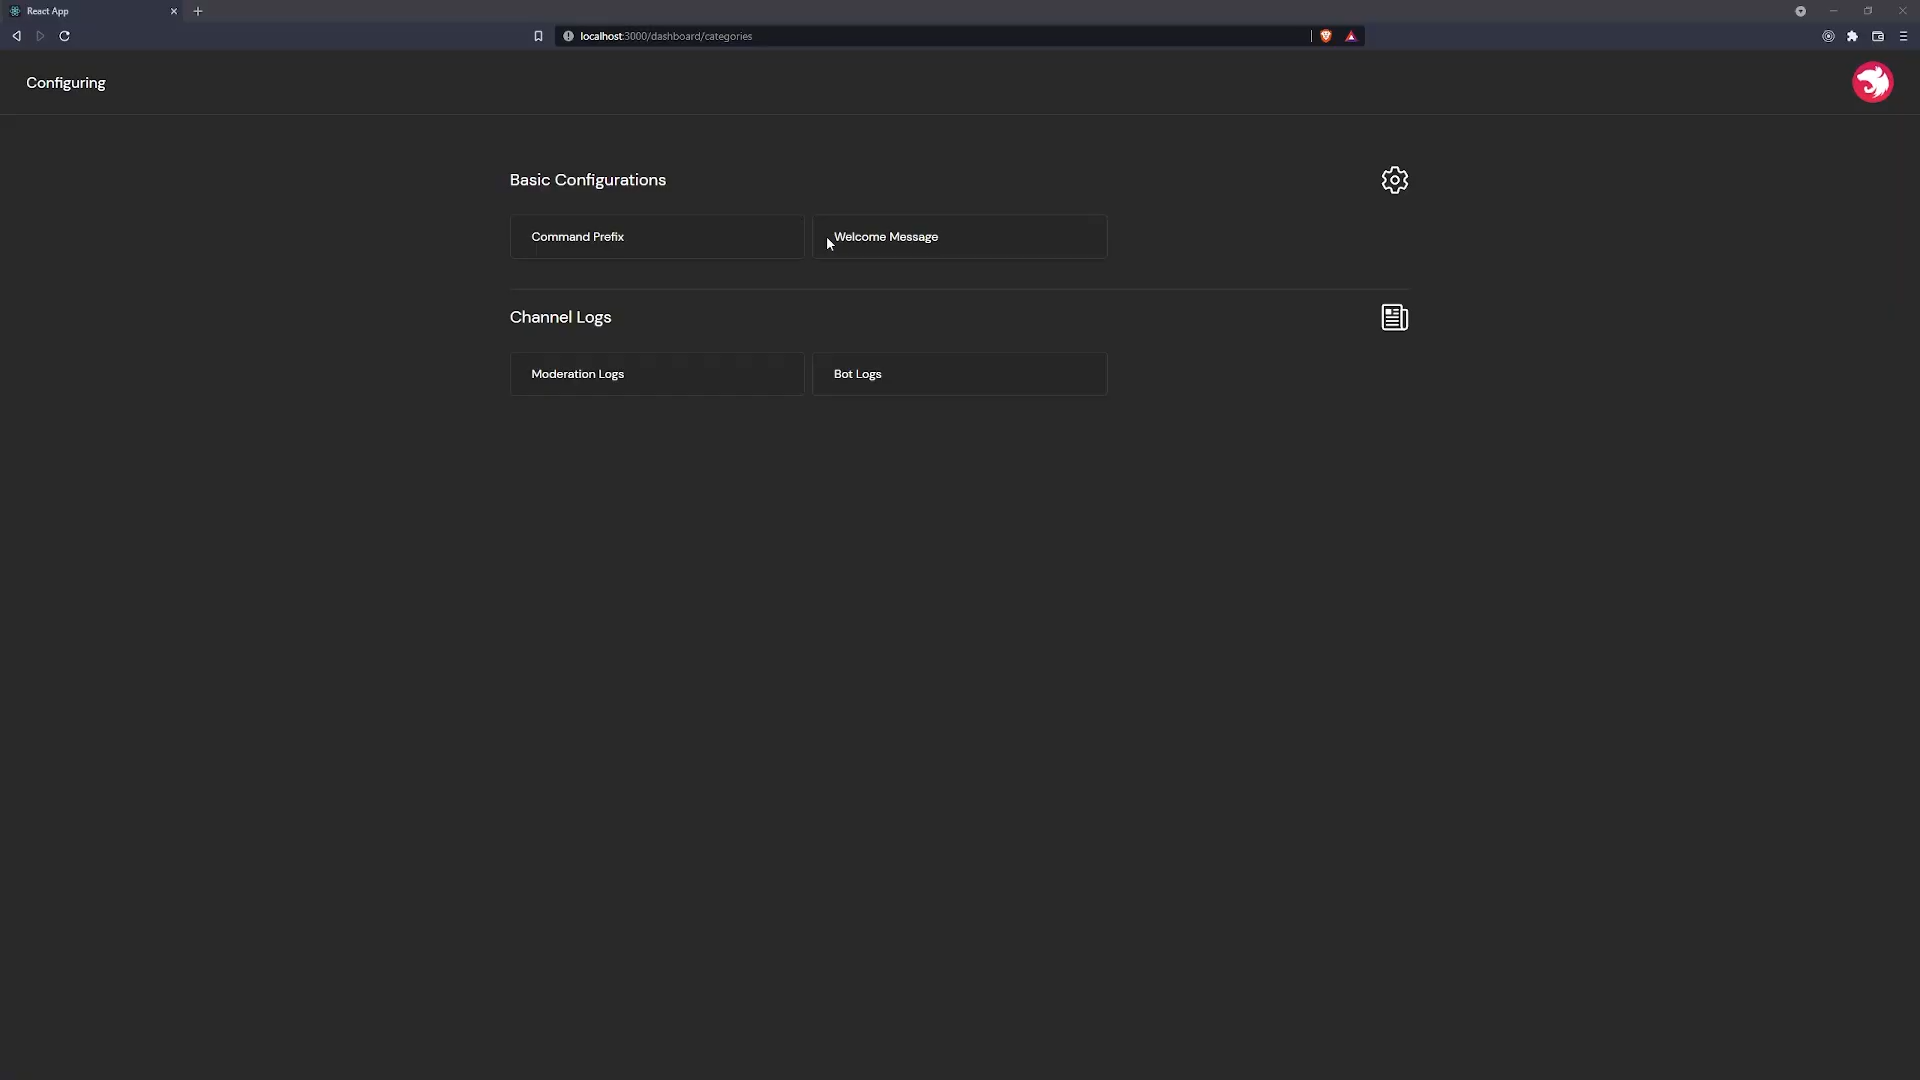 React App
localhost:3000/dashboard/categories
Configuring
Basic Configurations
Command Prefix
Welcome Message
Channel Logs
Moderation Logs
Bot Logs